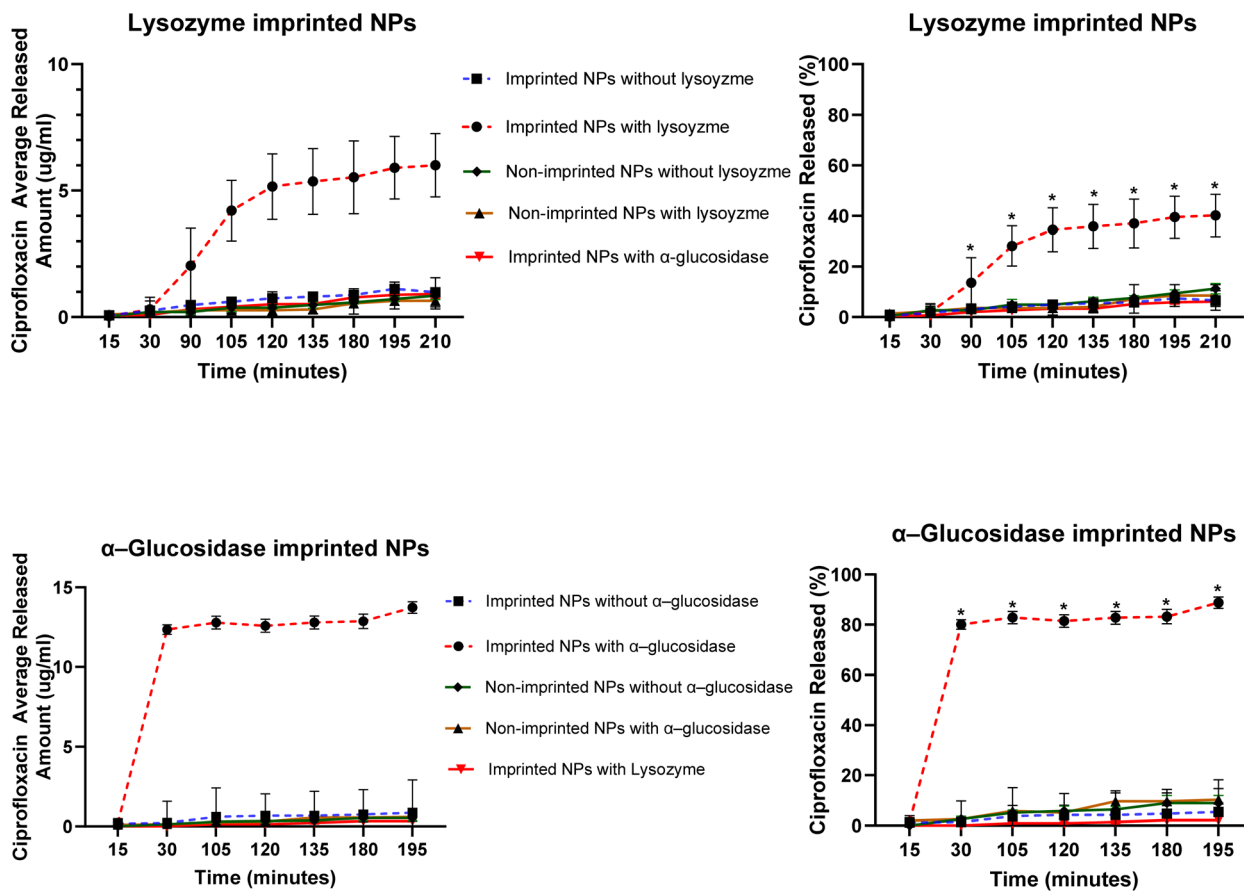 Lysozyme imprinted NPs
Ciprofloxacin Average Released
Amount (ug/ml)
10
5
0
15 30 90 105 120 135 180 195 210
Time (minutes)
Imprinted NPs without lysoyzme
Imprinted NPs with lysoyzme
Non-imprinted NPs without lysoyzme
Non-imprinted NPs with lysoyzme
Imprinted NPs with α-glucosidase
Lysozyme imprinted NPs
Ciprofloxacin Released (%)
100
80
60
40
20
0
* * * * * * *
15 30 90 105 120 135 180 195 210
Time (minutes)
α–Glucosidase imprinted NPs
Ciprofloxacin Average Released
Amount (ug/ml)
15
10
5
0
15 30 105 120 135 180 195
Time (minutes)
Imprinted NPs without α–glucosidase
Imprinted NPs with α–glucosidase
Non-imprinted NPs without α–glucosidase
Non-imprinted NPs with α–glucosidase
Imprinted NPs with Lysozyme
α–Glucosidase imprinted NPs
Ciprofloxacin Released (%)
100
80
60
40
20
0
* * * * * *
15 30 105 120 135 180 195
Time (minutes)